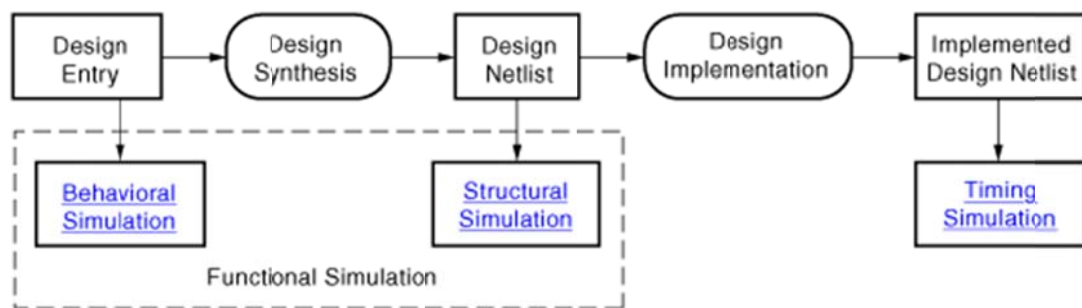 Design
Entry
Design
Synthesis
Design
Netlist
Design
Implementation
Implemented
Design Netlist
Behavioral
Simulation
Structural
Simulation
Timing
Simulation
Functional Simulation